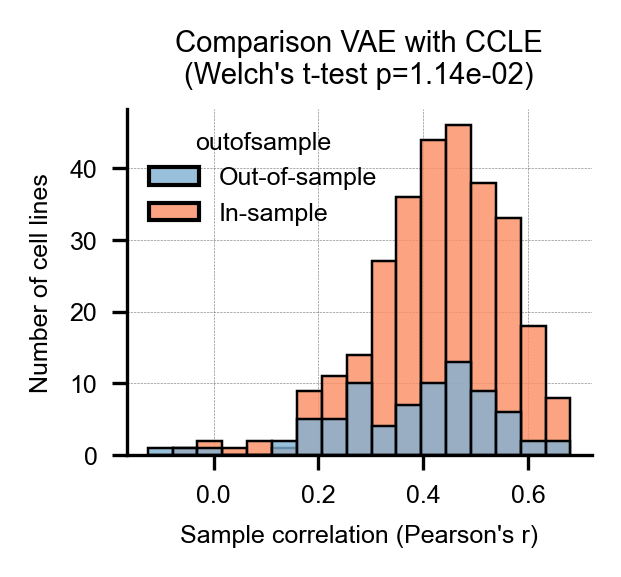 Comparison VAE with CCLE
(Welch's t-test p=1.14e-02)
outofsample
Out-of-sample
In-sample
Number of cell lines
40
30
20
10
0
0.0 0.2 0.4 0.6
Sample correlation (Pearson's r)